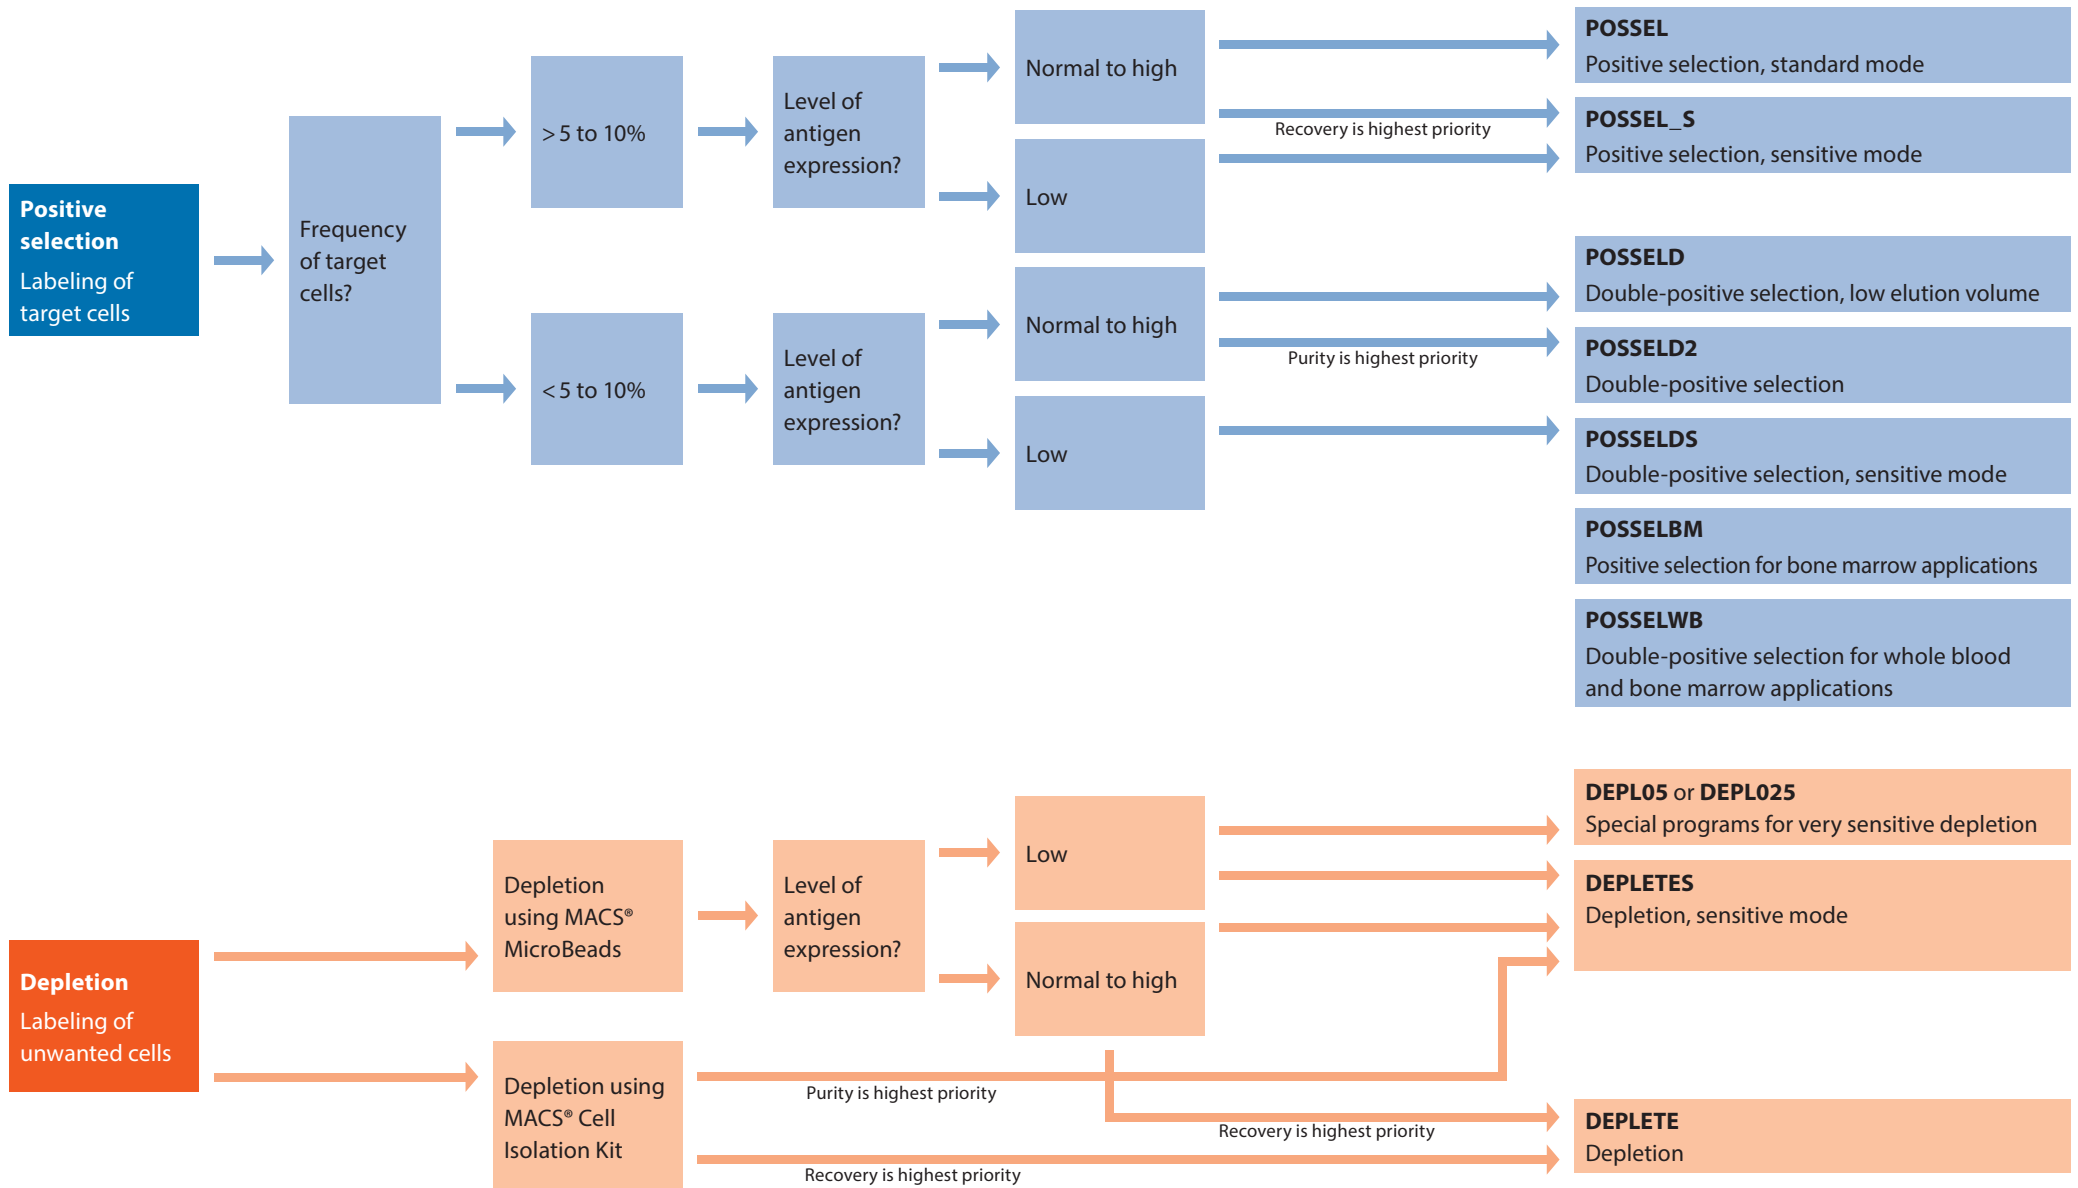 Positive
selection
Labeling of
target cells
Frequency
of target
cells?
> 5 to 10%
Level of
antigen
expression?
Normal to high
Low
Recovery is highest priority
POSSEL
Positive selection, standard mode
POSSEL_S
Positive selection, sensitive mode
< 5 to 10%
Level of
antigen
expression?
Normal to high
Low
Purity is highest priority
POSSELD
Double-positive selection, low elution volume
POSSELD2
Double-positive selection
POSSELDS
Double-positive selection, sensitive mode
POSSELBM
Positive selection for bone marrow applications
POSSELWB
Double-positive selection for whole blood
and bone marrow applications
Depletion
Labeling of
unwanted cells
Depletion
using MACS®
MicroBeads
Level of
antigen
expression?
Low
Normal to high
DEPL05 or DEPL025
Special programs for very sensitive depletion
DEPLETES
Depletion, sensitive mode
Depletion using
MACS® Cell
Isolation Kit
Purity is highest priority
Recovery is highest priority
Recovery is highest priority
DEPLETE
Depletion